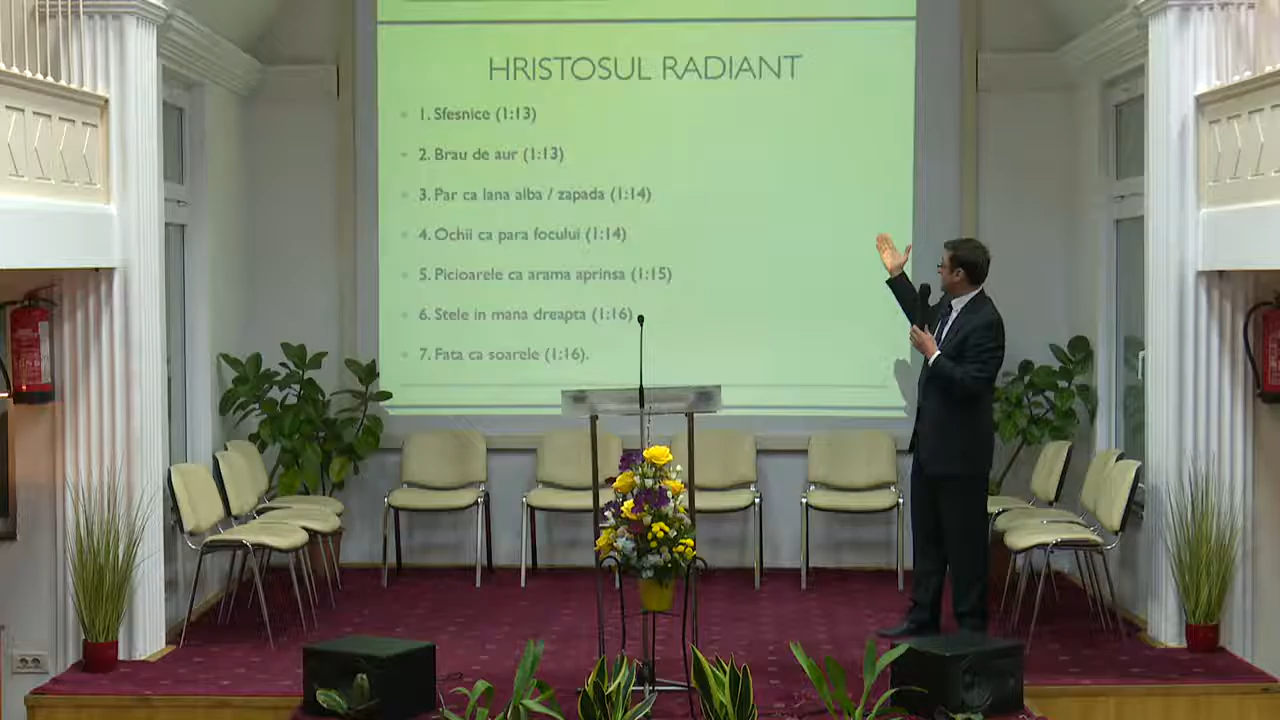 HRISTOSUL RADIANT
1. Sfesnice (1:13)
2. Brau de aur (1:13)
3. Par ca lana alba / zapada (1:14)
4. Ochii ca para focului (1:14)
5. Picioarele ca arama aprinsa (1:15)
6. Stele in mana dreapta (1:16)
7. Fata ca soarele (1:16).